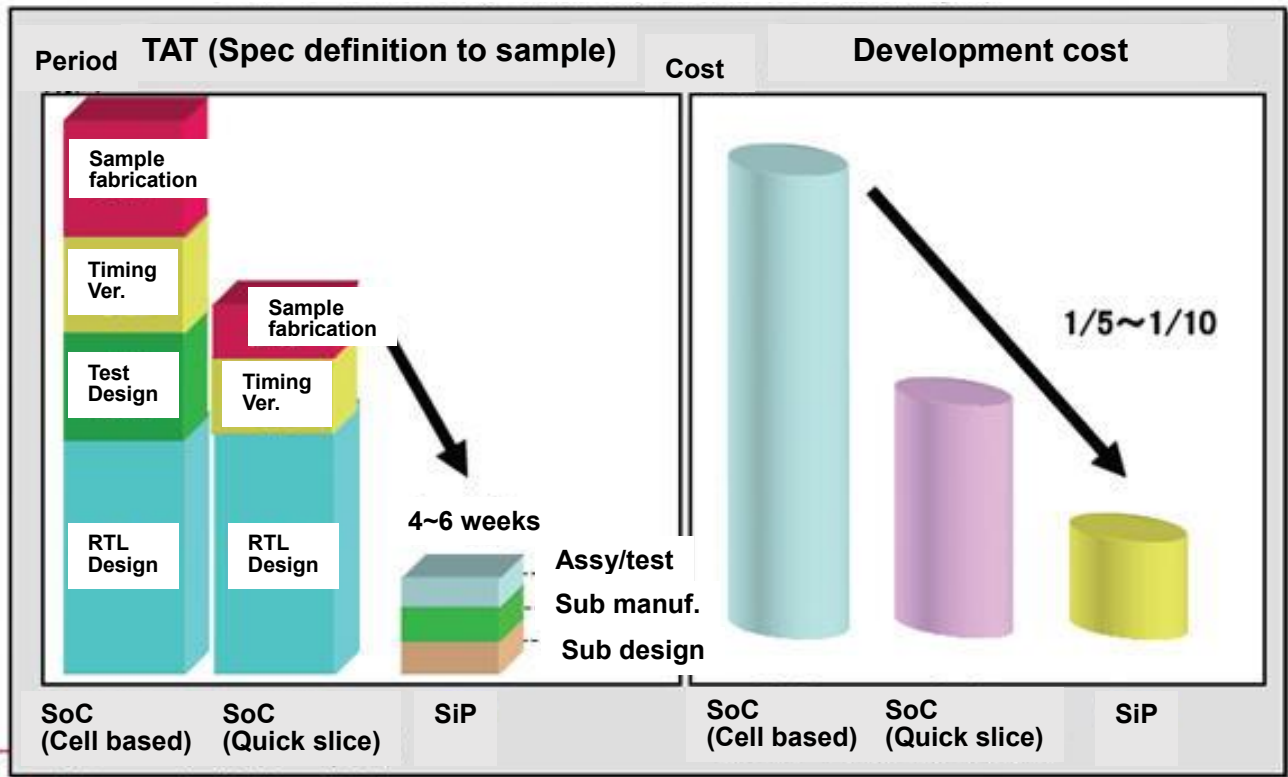 Period
TAT (Spec definition to sample)
Sample
fabrication
Timing
Ver.
Test
Design
RTL
Design
Sample
fabrication
Timing
Ver.
RTL
Design
4~6 weeks
Assy/test
Sub manuf.
Sub design
SoC
(Cell based)
SoC
(Quick slice)
SiP
Cost
Development cost
1/5～1/10
SoC
(Cell based)
SoC
(Quick slice)
SiP